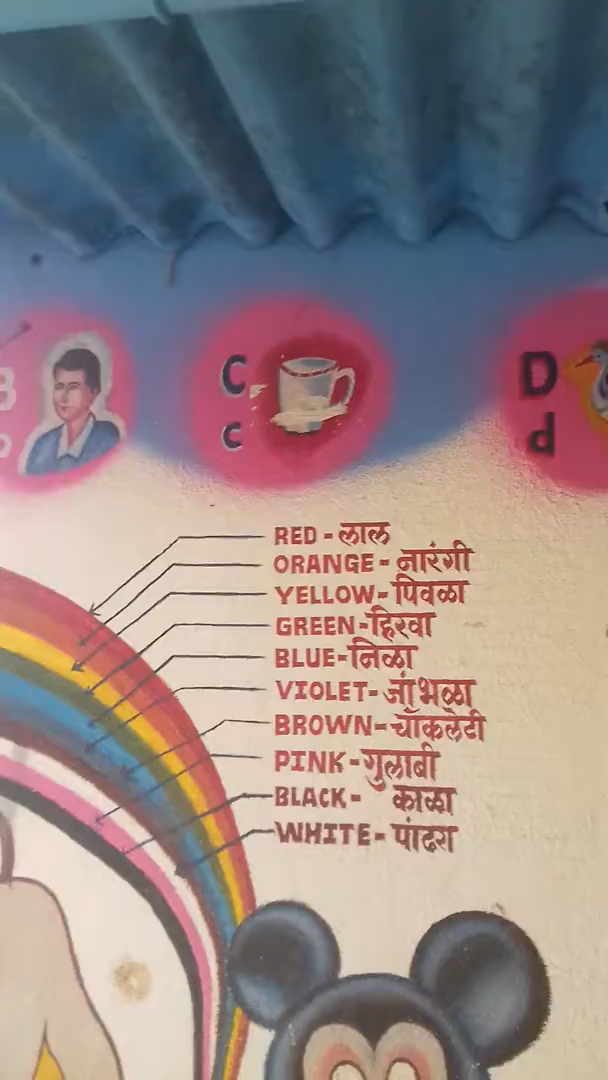 B
b
C
c
D
d
RED - लाल
ORANGE - नारंगी
YELLOW - पिवळा
GREEN - हिरवा
BLUE - निळा
VIOLET - जांभळा
BROWN - चॉकलेटी
PINK - गुलाबी
BLACK - काळा
WHITE - पांढरा